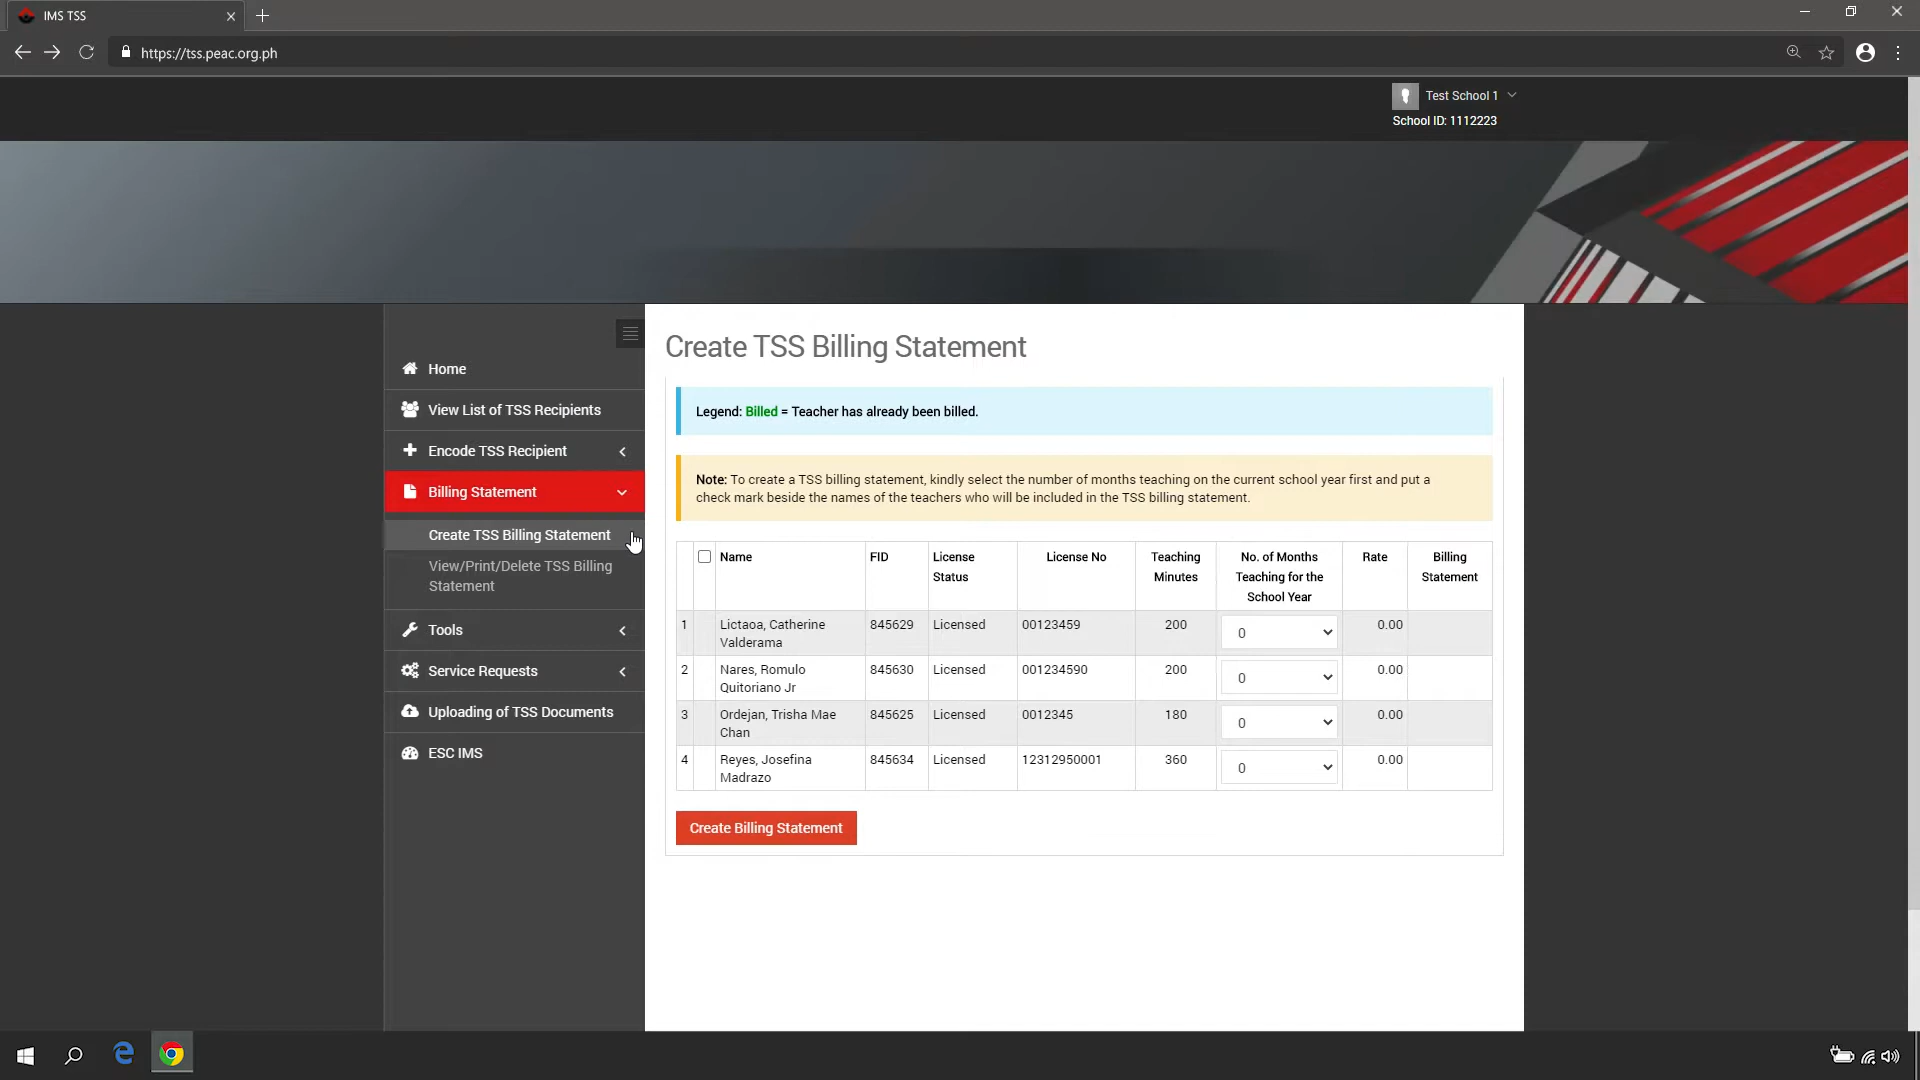 IMS TSS
https://tss.peac.org.ph
Test School 1
School ID: 1112223
Home
View List of TSS Recipients
Encode TSS Recipient
Billing Statement
Create TSS Billing Statement
View/Print/Delete TSS Billing
Statement
Tools
Service Requests
Uploading of TSS Documents
ESC IMS
Create TSS Billing Statement
Legend: Billed = Teacher has already been billed.
Note: To create a TSS billing statement, kindly select the number of months teaching on the current school year first and put a
check mark beside the names of the teachers who will be included in the TSS billing statement.
Name FID License Status License No Teaching Minutes No. of Months Teaching for the School Year Rate Billing Statement
1 Lictaoa, Catherine Valderama 845629 Licensed 00123459 200 0 0.00
2 Nares, Romulo Quitoriano Jr 845630 Licensed 001234590 200 0 0.00
3 Ordejan, Trisha Mae Chan 845625 Licensed 0012345 180 0 0.00
4 Reyes, Josefina Madrazo 845634 Licensed 12312950001 360 0 0.00
Create Billing Statement